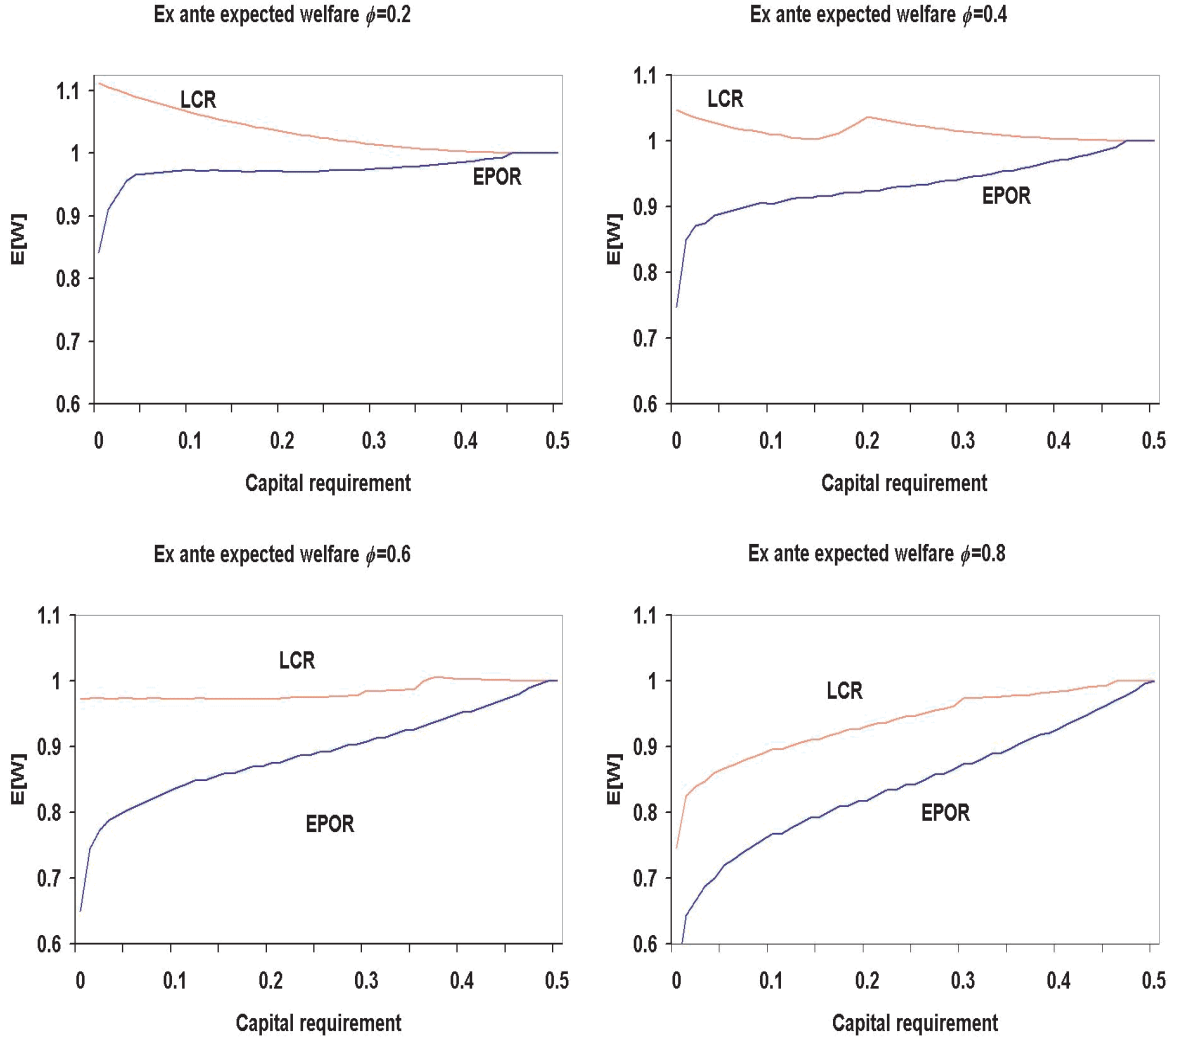 Ex ante expected welfare ϕ=0.2
1.1
LCR
1
EPOR
0.9
E[W]
0.8
0.7
0.6
0 0.1 0.2 0.3 0.4 0.5
Capital requirement
Ex ante expected welfare ϕ=0.4
1.1
LCR
1
EPOR
0.9
E[W]
0.8
0.7
0.6
0 0.1 0.2 0.3 0.4 0.5
Capital requirement
Ex ante expected welfare ϕ=0.6
1.1
LCR
1
0.9
E[W]
0.8
EPOR
0.7
0.6
0 0.1 0.2 0.3 0.4 0.5
Capital requirement
Ex ante expected welfare ϕ=0.8
1.1
1
LCR
0.9
E[W]
0.8
EPOR
0.7
0.6
0 0.1 0.2 0.3 0.4 0.5
Capital requirement